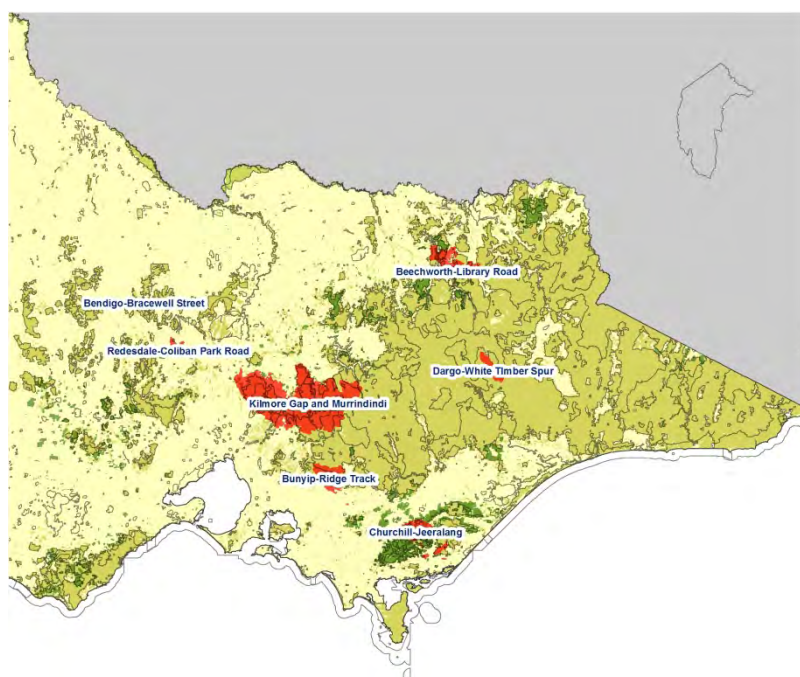 Beechworth-Library Road
Bendigo-Bracewell Street
Redesdale-Coliban Park Road
Dargo-White Timber Spur
Kilmore Gap and Murrindindi
Bunyip-Ridge Track
Churchill-Jeeralang